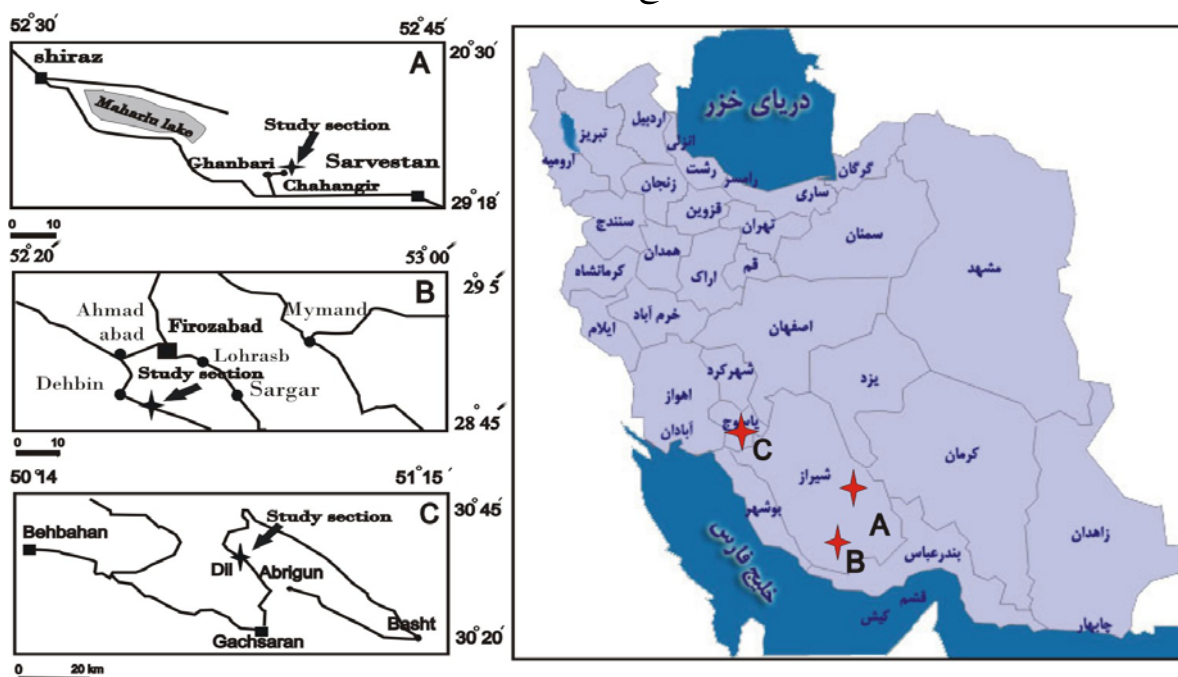 ح
52°30′
52°45′
20°30
A
shiraz
Maharlu lake
Study section
Ghanbari
Sarvestan
Chahangir
29°18′
0 10
52°20′
53°00′
B
29 5′
Ahmad
abad
Firozabad
Mymand
Lohrasb
Dehbin
Study section
Sargar
28°45′
0 10
50°14
51°15′
C
30°45′
Behbahan
Study section
Dil
Abrigun
Basht
Gachsaran
30°20′
0 20 km
دریای خزر
اردبیل
تبریز
ارومیه
انزلی
رشت
رامسر
گرگان
ساری
زنجان
قزوین
تهران
سمنان
مشهد
سنندج
همدان
قم
اراک
کرمانشاه
خرم آباد
ایلام
اصفهان
شهرکرد
یزد
اهواز
یاسوج
آبادان
C
شیراز
کرمان
بوشهر
A
B
زاهدان
بندرعباس
خلیج فارس
قشم
کیش
چابهار